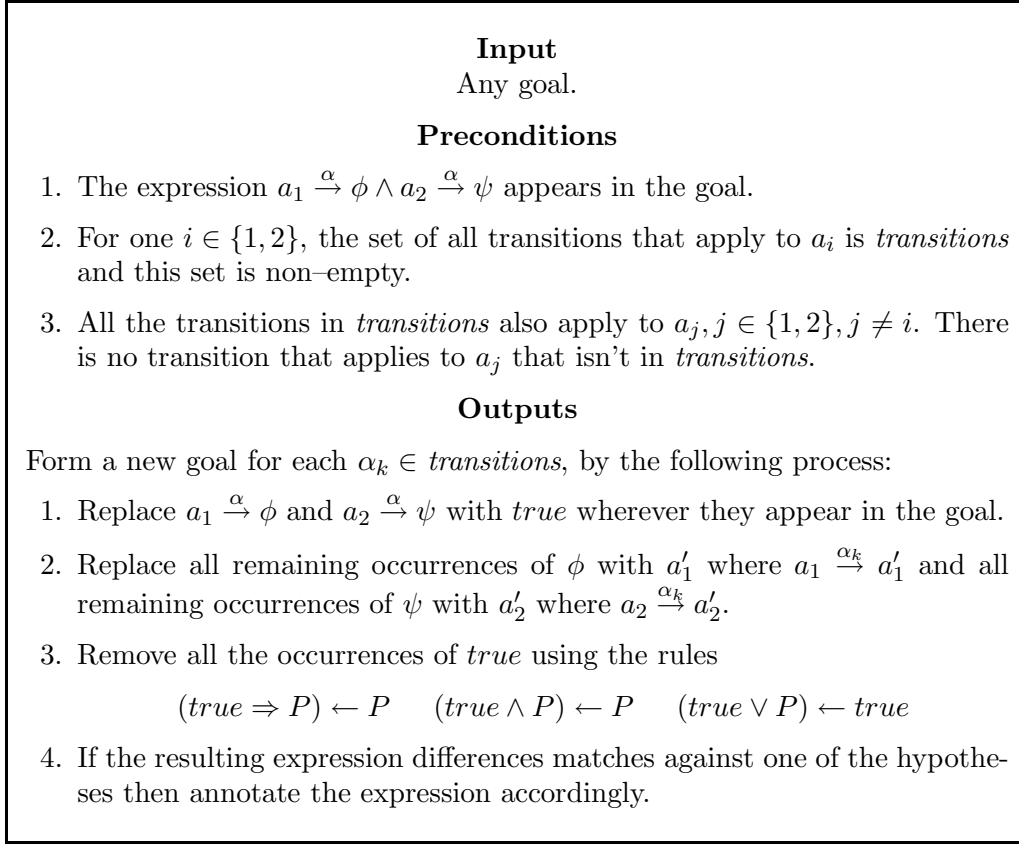 Input
Any goal.
Preconditions
1. The expression a₁ →^α ϕ ∧ a₂ →^α ψ appears in the goal.
2. For one i ∈ {1, 2}, the set of all transitions that apply to aᵢ is transitions
and this set is non–empty.
3. All the transitions in transitions also apply to aⱼ, j ∈ {1, 2}, j ≠ i. There
is no transition that applies to aⱼ that isn't in transitions.
Outputs
Form a new goal for each αₖ ∈ transitions, by the following process:
1. Replace a₁ →^α ϕ and a₂ →^α ψ with true wherever they appear in the goal.
2. Replace all remaining occurrences of ϕ with a′₁ where a₁ →^αₖ a′₁ and all
remaining occurrences of ψ with a′₂ where a₂ →^αₖ a′₂.
3. Remove all the occurrences of true using the rules
(true ⇒ P) ← P (true ∧ P) ← P (true ∨ P) ← true
4. If the resulting expression differences matches against one of the hypothe-
ses then annotate the expression accordingly.